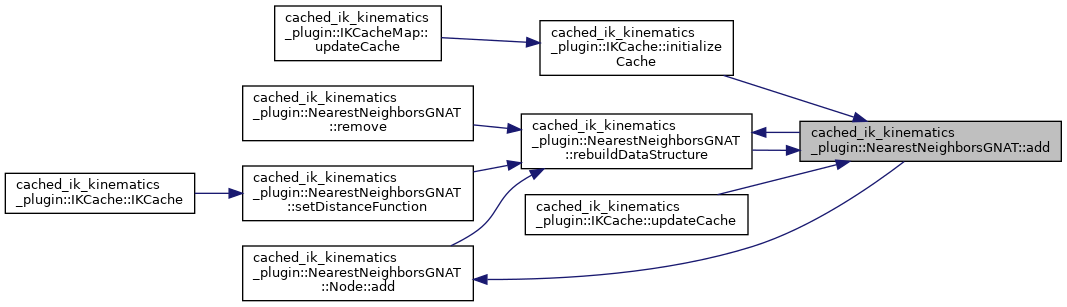 cached_ik_kinematics
_plugin::IKCacheMap::
updateCache
cached_ik_kinematics
_plugin::IKCache::initialize
Cache
cached_ik_kinematics
_plugin::NearestNeighborsGNAT
::remove
cached_ik_kinematics
_plugin::NearestNeighborsGNAT
::rebuildDataStructure
cached_ik_kinematics
_plugin::NearestNeighborsGNAT::add
cached_ik_kinematics
_plugin::IKCache::IKCache
cached_ik_kinematics
_plugin::NearestNeighborsGNAT
::setDistanceFunction
cached_ik_kinematics
_plugin::IKCache::updateCache
cached_ik_kinematics
_plugin::NearestNeighborsGNAT
::Node::add